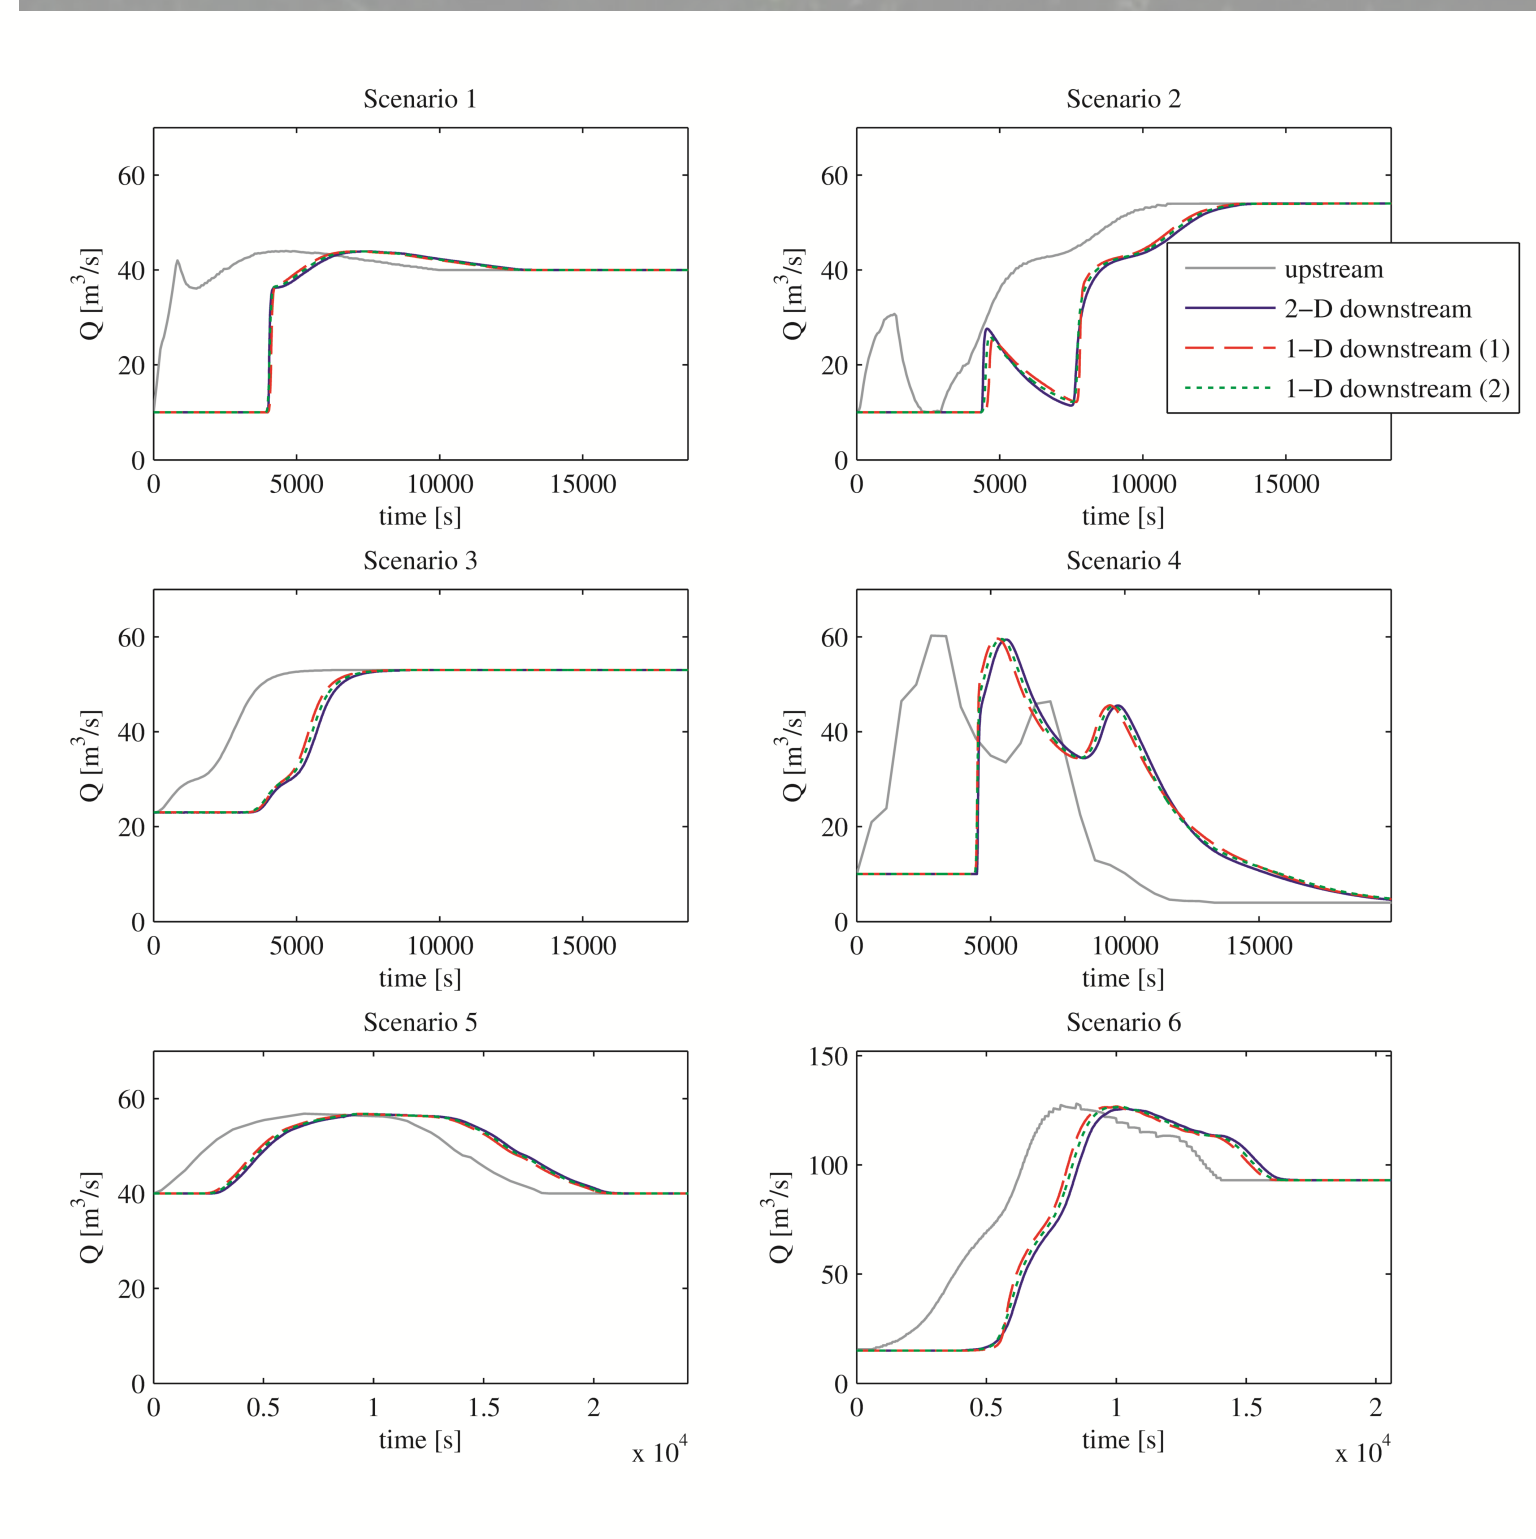 Scenario 1
Q [m³/s]
60
40
20
0
0 5000 10000 15000
time [s]
Scenario 2
Q [m³/s]
60
40
20
0
0 5000 10000 15000
time [s]
upstream
2–D downstream
1–D downstream (1)
1–D downstream (2)
Scenario 3
Q [m³/s]
60
40
20
0
0 5000 10000 15000
time [s]
Scenario 4
Q [m³/s]
60
40
20
0
0 5000 10000 15000
time [s]
Scenario 5
Q [m³/s]
60
40
20
0
0 0.5 1 1.5 2
time [s]
x 10⁴
Scenario 6
Q [m³/s]
150
100
50
0
0 0.5 1 1.5 2
time [s]
x 10⁴